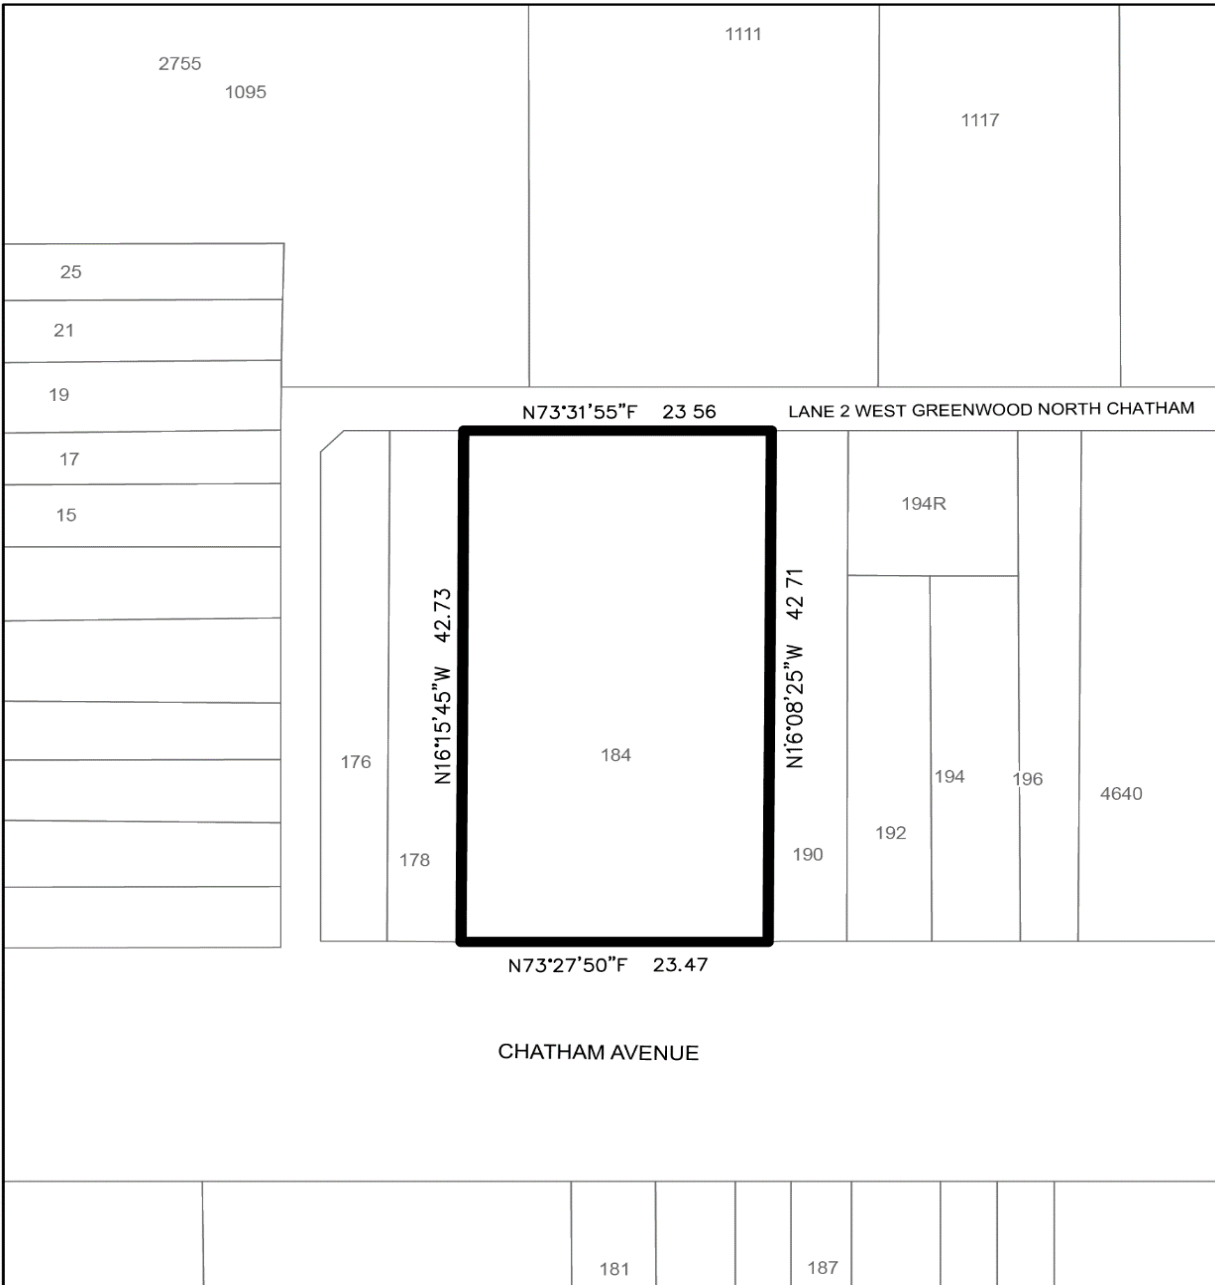 1111
2755
1095
1117
25
21
19
17
15
N73°31'55"F 23 56
LANE 2 WEST GREENWOOD NORTH CHATHAM
194R
N16°15'45"W 42.73
N16°08'25"W 42 71
176
184
178
190
192
194
196
4640
N73°27'50"F 23.47
CHATHAM AVENUE
181
187